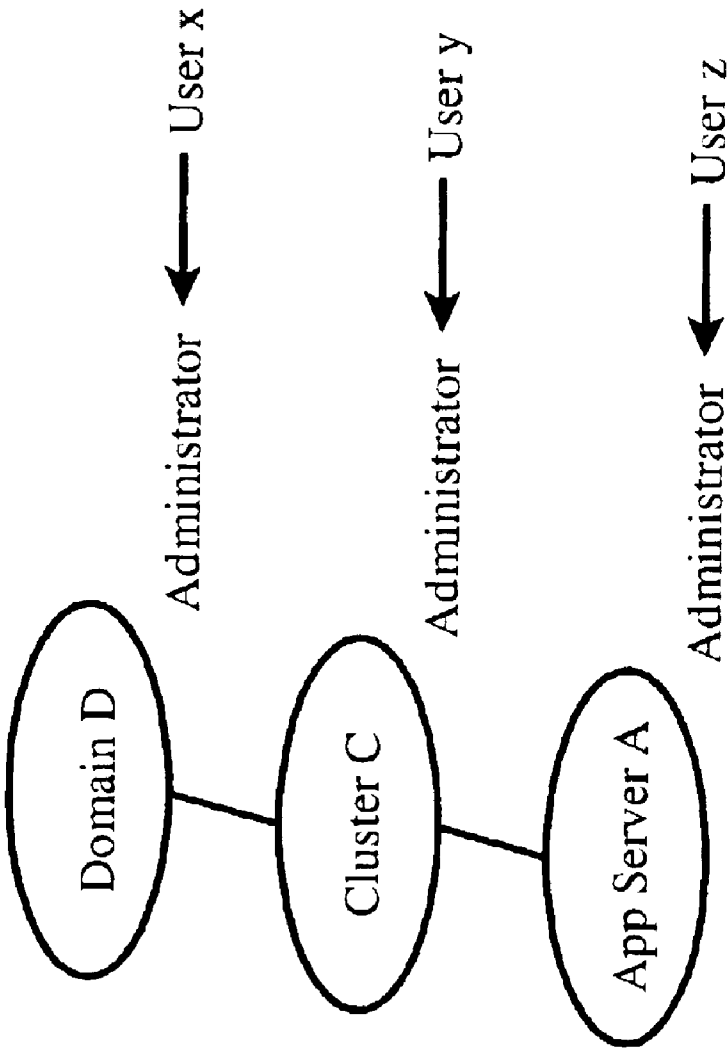 Domain D
Administrator
User x
Cluster C
Administrator
User y
App Server A
Administrator
User z